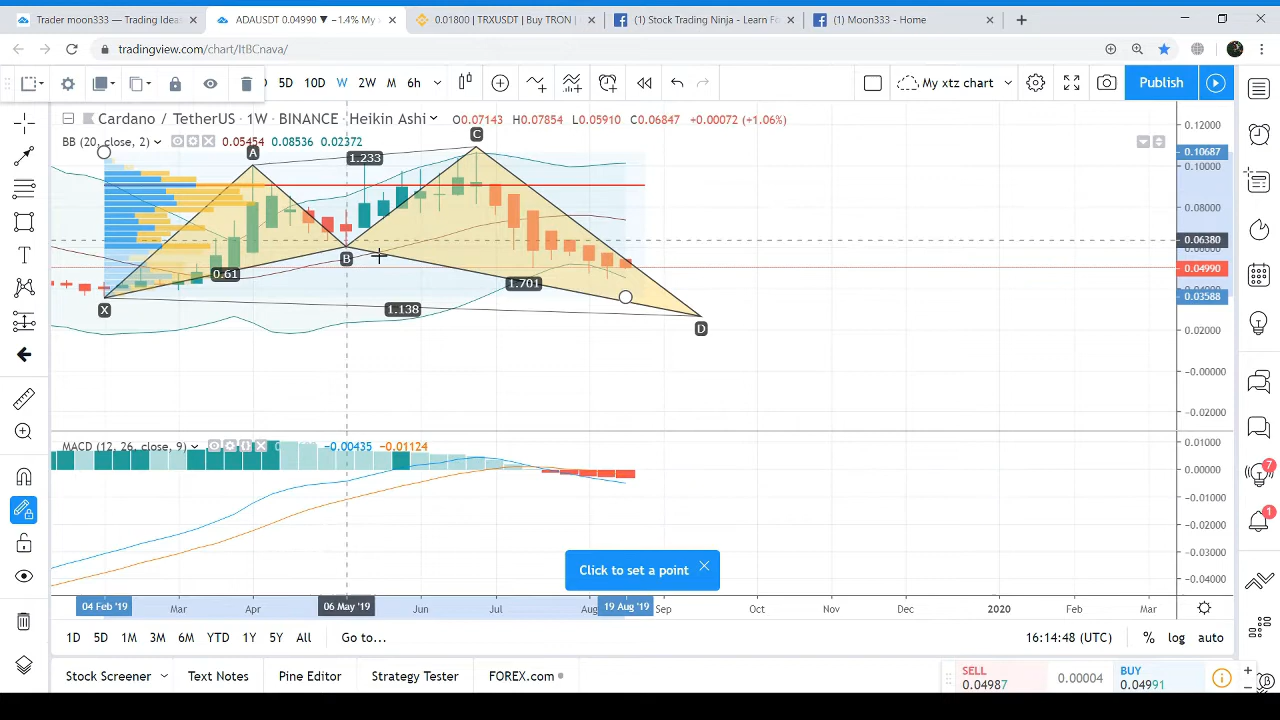 Trader moon333 — Trading Ideas
ADAUSDT 0.04990 ▼ −1.4% My x
0.01800 | TRXUSDT | Buy TRON |
(1) Stock Trading Ninja - Learn Fo
(1) Moon333 - Home
tradingview.com/chart/ItBCnava/
5D 10D W 2W M 6h
My xtz chart
Publish
Cardano / TetherUS · 1W · BINANCE · Heikin Ashi O0.07143 H0.07854 L0.05910 C0.06847 +0.00072 (+1.06%)
BB (20, close, 2) 0.05454 0.08536 0.02372
A
C
1.233
B
0.61
1.701
X
1.138
D
0.12000
0.10687
0.08000
0.06380
0.04990
0.03588
0.02000
−0.00000
−0.02000
MACD (12, 26, close, 9) −0.00435 −0.01124
0.01000
0.00000
−0.01000
−0.02000
−0.03000
−0.04000
Click to set a point
04 Feb '19 Mar Apr 06 May '19 Jun Jul Aug 19 Aug '19 Sep Oct Nov Dec 2020 Feb Mar
1D 5D 1M 3M 6M YTD 1Y 5Y All Go to... 16:14:48 (UTC) % log auto
Stock Screener Text Notes Pine Editor Strategy Tester FOREX.com
SELL
0.04987
0.00004
BUY
0.04991
7
1